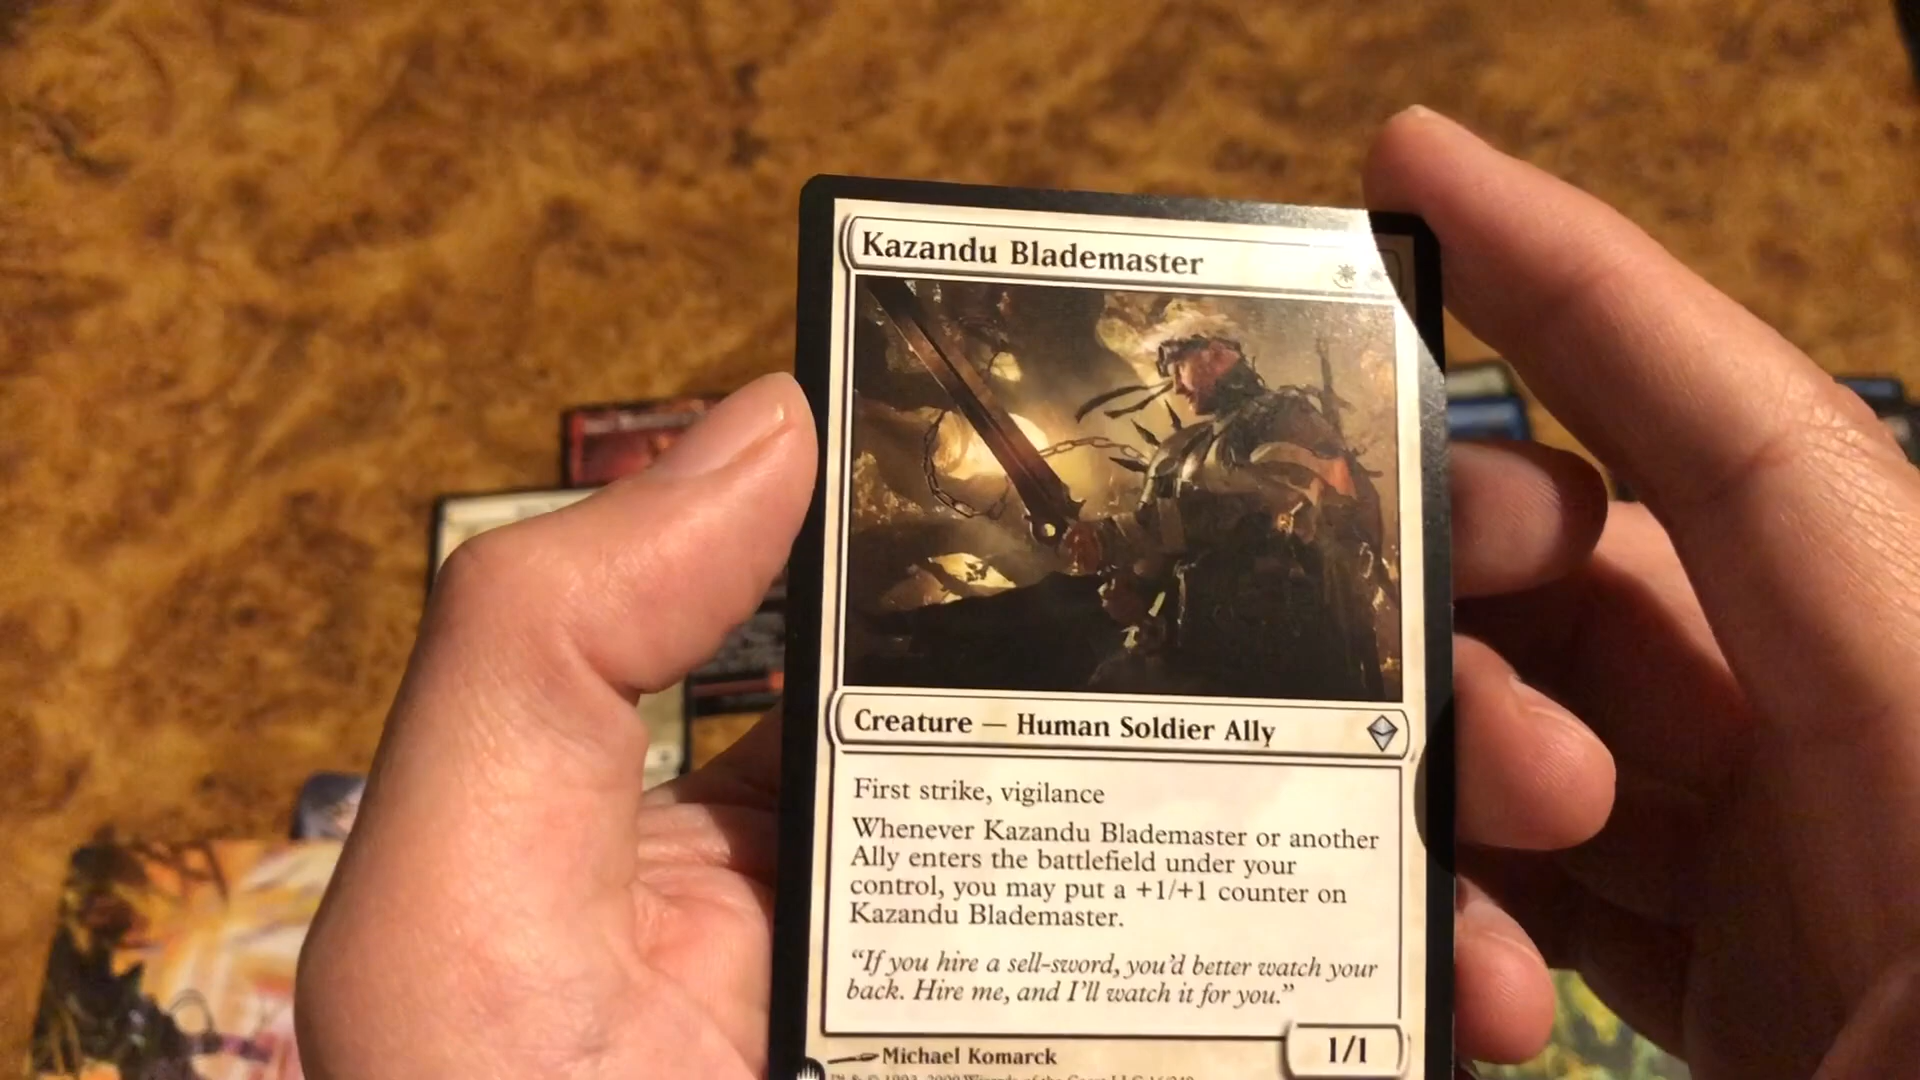 Kazandu Blademaster
Creature — Human Soldier Ally
First strike, vigilance
Whenever Kazandu Blademaster or another
Ally enters the battlefield under your
control, you may put a +1/+1 counter on
Kazandu Blademaster.
“If you hire a sell-sword, you’d better watch your
back. Hire me, and I’ll watch it for you.”
1/1
Michael Komarck